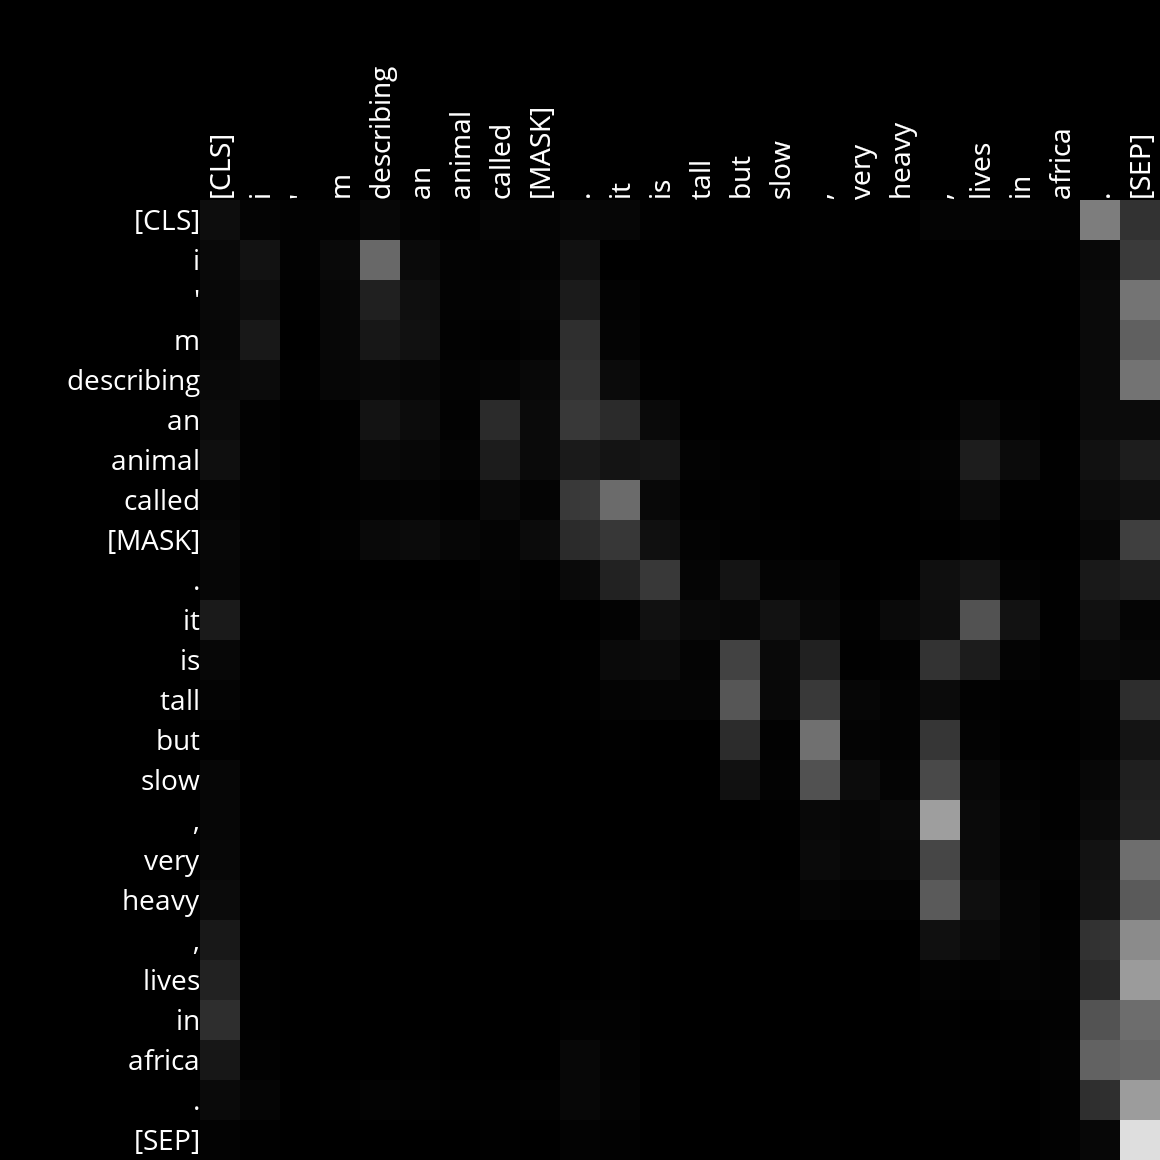 [CLS] i ' m describing an animal called [MASK] . it is tall but slow , very heavy , lives in africa . [SEP]
[CLS]
i
'
m
describing
an
animal
called
[MASK]
.
it
is
tall
but
slow
,
very
heavy
,
lives
in
africa
.
[SEP]